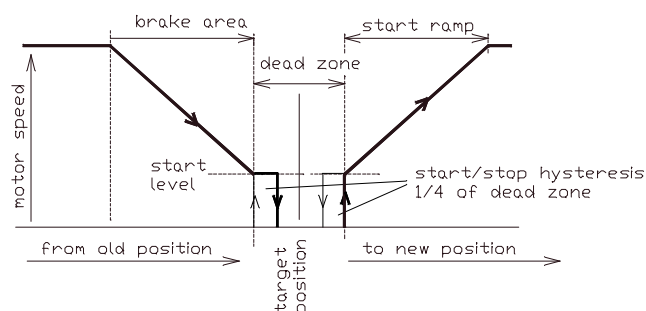 brake area
start ramp
dead zone
motor speed
start
level
start/stop hysteresis
1/4 of dead zone
from old position
target
position
to new position